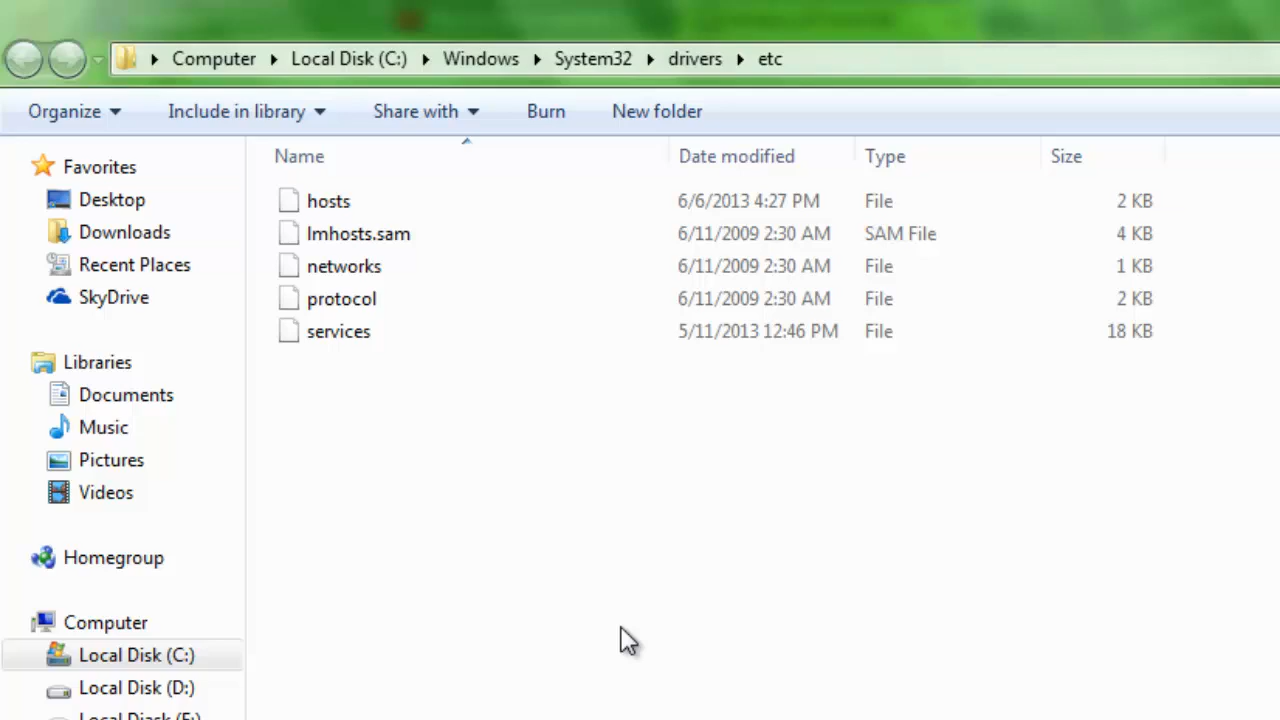 Computer Local Disk (C:) Windows System32 drivers etc
Organize Include in library Share with Burn New folder
Favorites
Desktop
Downloads
Recent Places
SkyDrive
Libraries
Documents
Music
Pictures
Videos
Homegroup
Computer
Local Disk (C:)
Local Disk (D:)
Name Date modified Type Size
hosts 6/6/2013 4:27 PM File 2 KB
lmhosts.sam 6/11/2009 2:30 AM SAM File 4 KB
networks 6/11/2009 2:30 AM File 1 KB
protocol 6/11/2009 2:30 AM File 2 KB
services 5/11/2013 12:46 PM File 18 KB